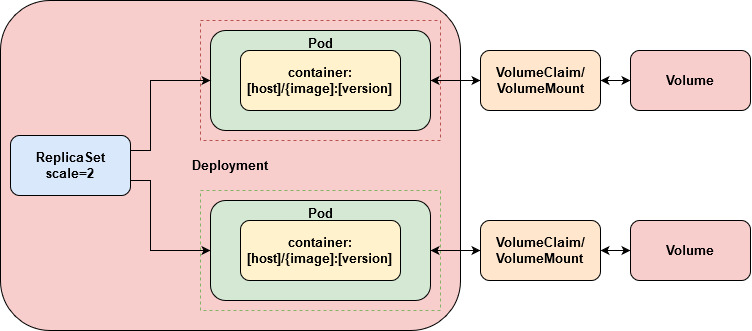 Pod
container:
[host]/{image]:[version]
VolumeClaim/
VolumeMount
Volume
ReplicaSet
scale=2
Deployment
Pod
container:
[host]/{image]:[version]
VolumeClaim/
VolumeMount
Volume